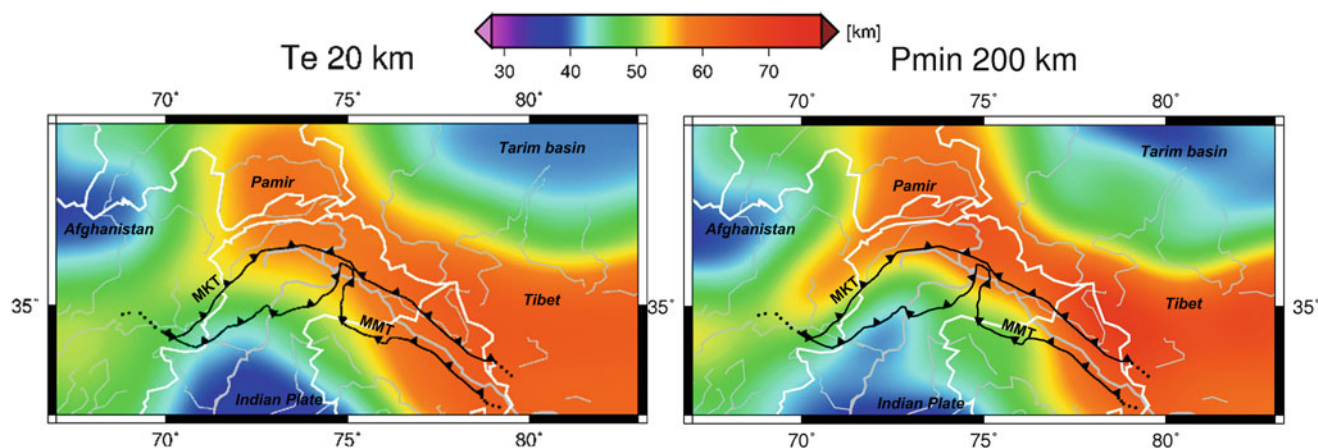 [km]
30 40 50 60 70
Te 20 km
Pmin 200 km
70° 75° 80°
70° 75° 80°
Tarim basin
Pamir
Afghanistan
MKT
Tibet
MMT
Indian Plate
35°
70° 75° 80°
Tarim basin
Pamir
Afghanistan
MKT
Tibet
MMT
Indian Plate
35°
70° 75° 80°